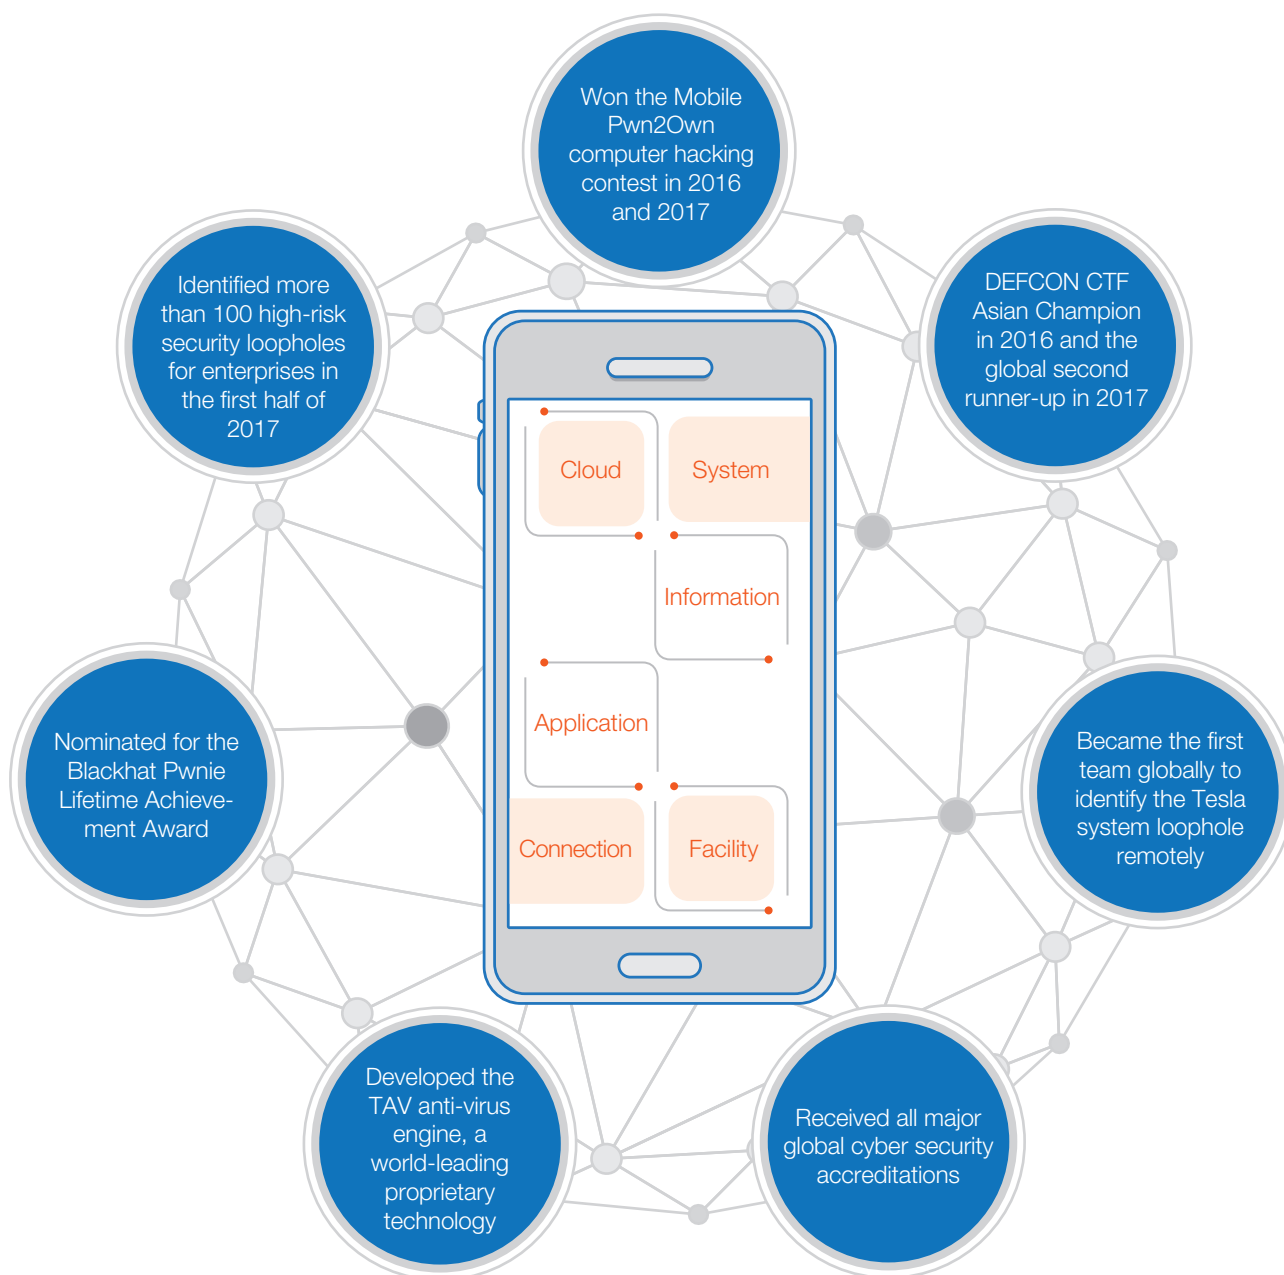 Won the Mobile
Pwn2Own
computer hacking
contest in 2016
and 2017
Identified more
than 100 high-risk
security loopholes
for enterprises in
the first half of
2017
DEFCON CTF
Asian Champion
in 2016 and the
global second
runner-up in 2017
Cloud
System
Information
Application
Connection
Facility
Nominated for the
Blackhat Pwnie
Lifetime Achieve-
ment Award
Became the first
team globally to
identify the Tesla
system loophole
remotely
Developed the
TAV anti-virus
engine, a
world-leading
proprietary
technology
Received all major
global cyber security
accreditations